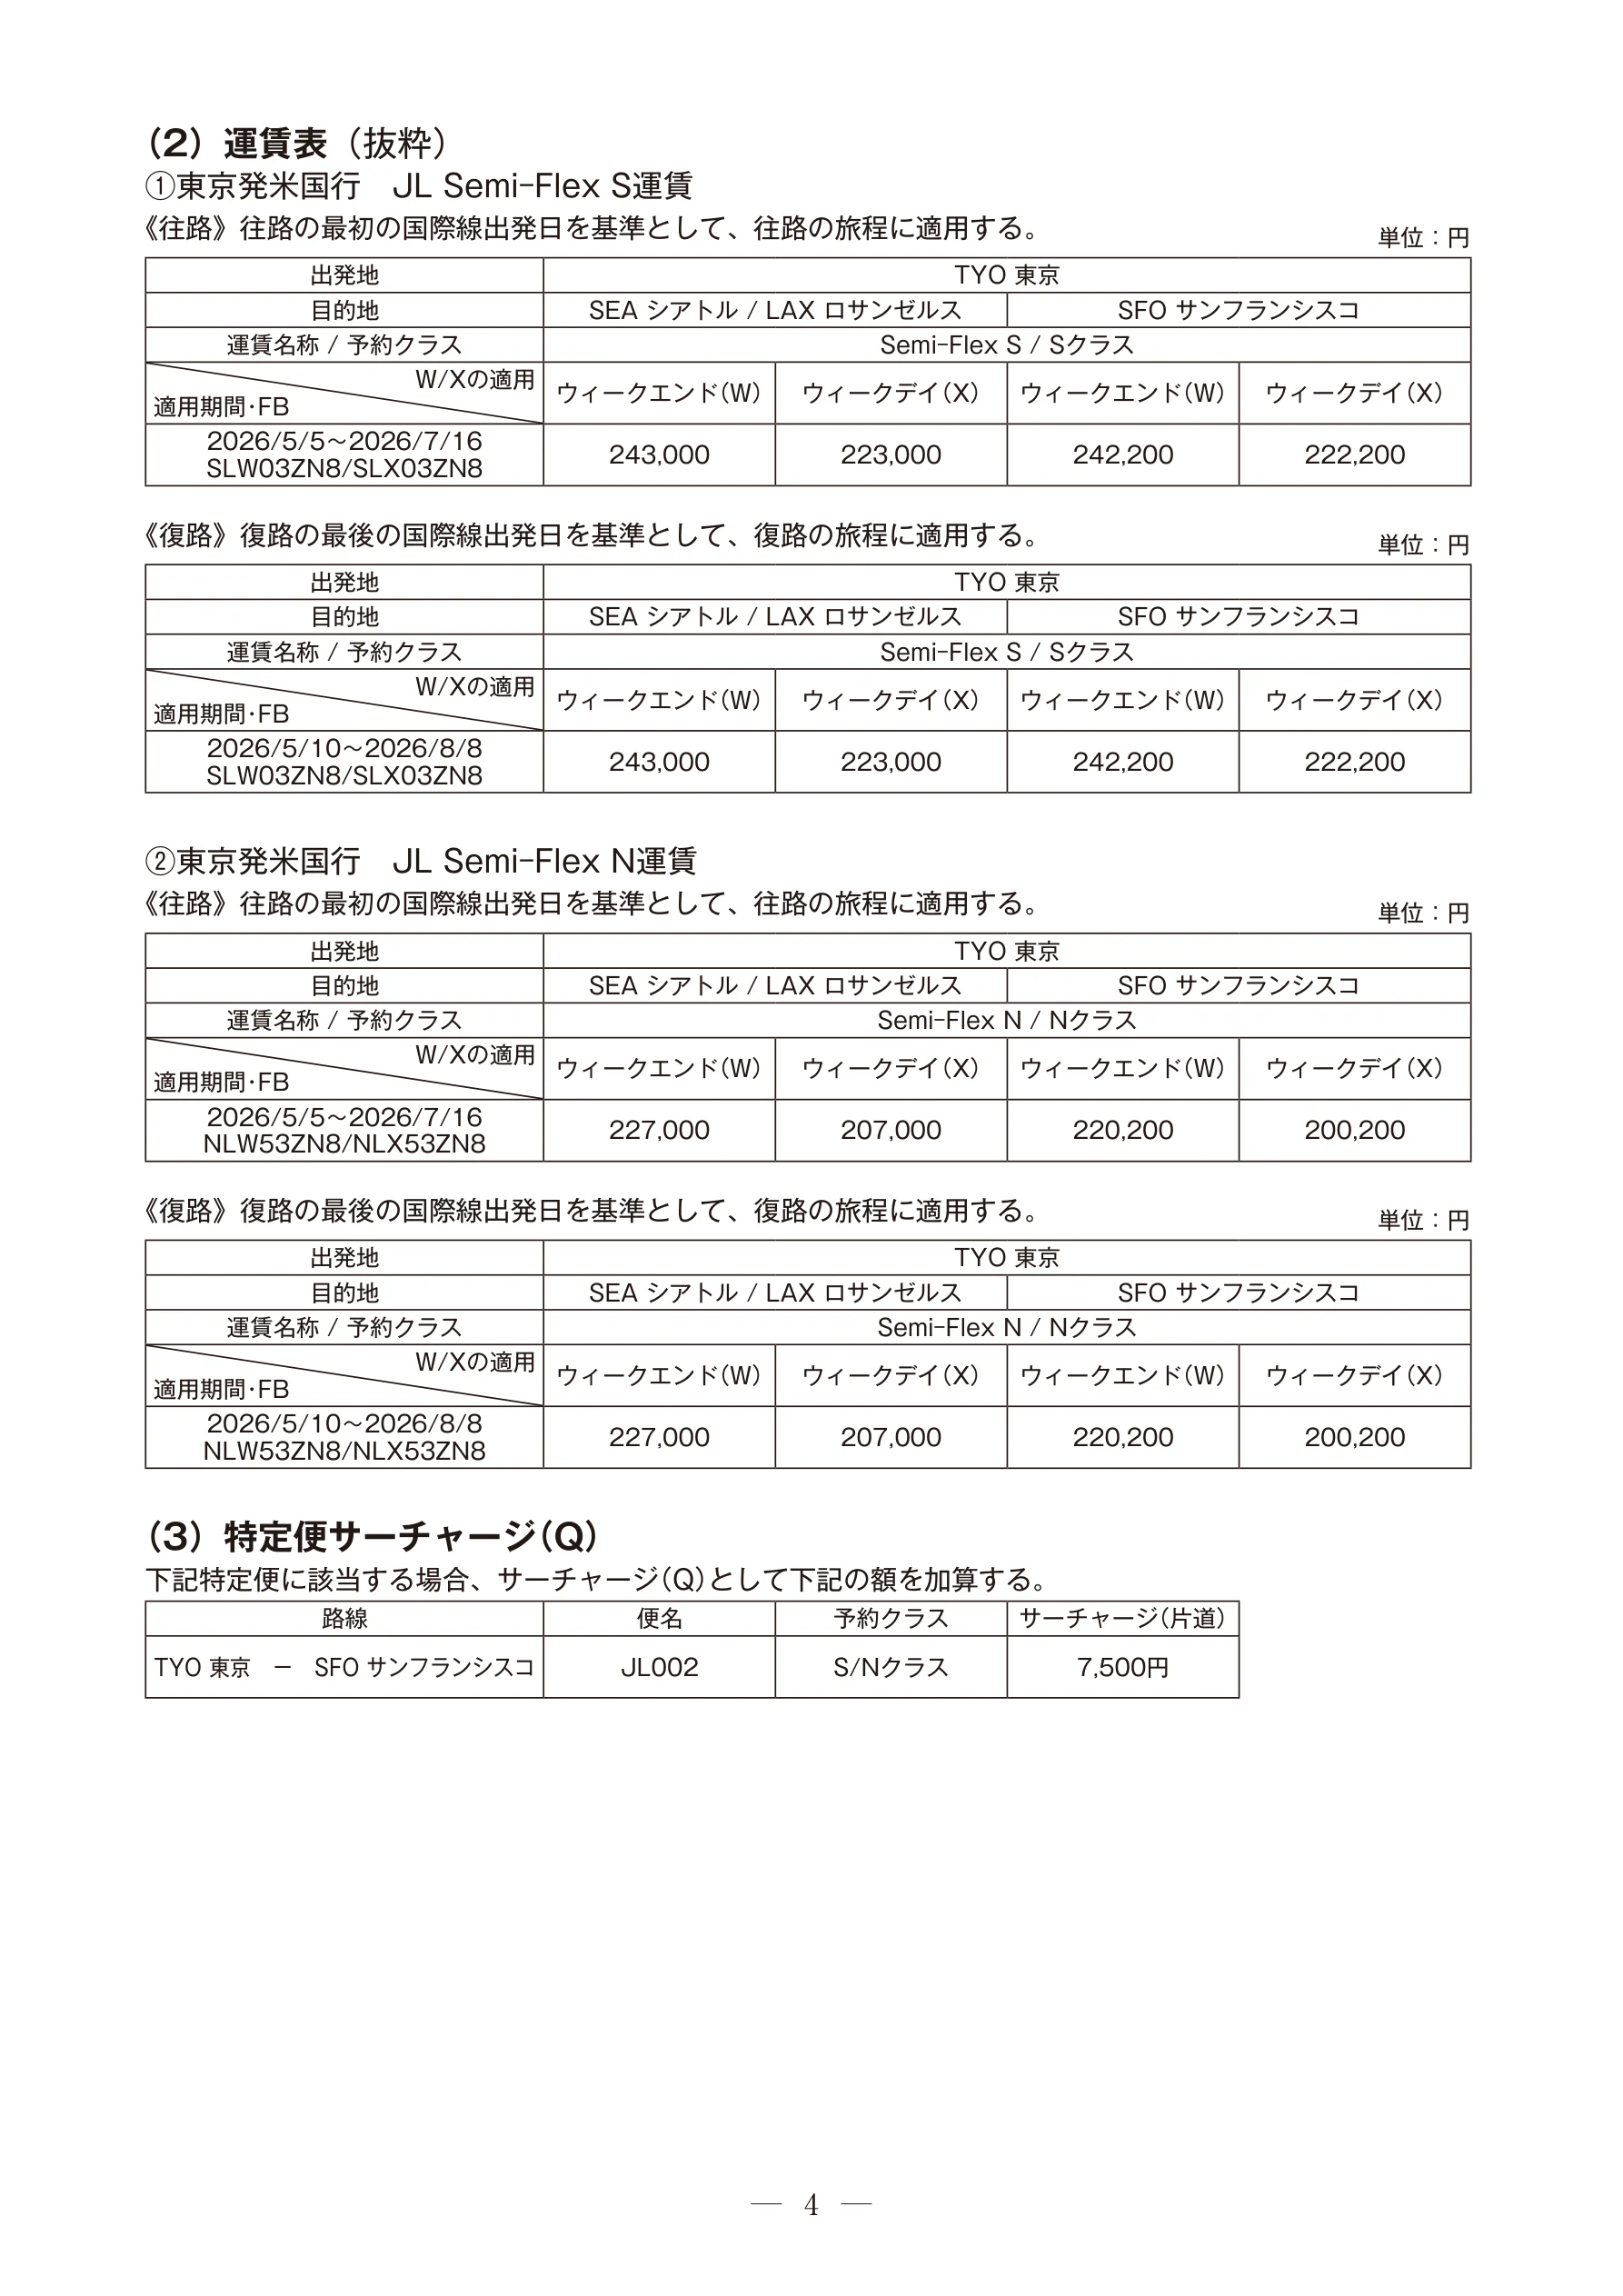 (2) 運賃表（抜粋）
①東京発米国行　JL Semi-Flex S運賃
《往路》往路の最初の国際線出発日を基準として、往路の旅程に適用する。 単位：円
出発地 TYO 東京
目的地 SEA シアトル / LAX ロサンゼルス SFO サンフランシスコ
運賃名称 / 予約クラス Semi-Flex S / Sクラス
W/Xの適用
適用期間・FB ウィークエンド(W) ウィークデイ(X) ウィークエンド(W) ウィークデイ(X)
2026/5/5～2026/7/16
SLW03ZN8/SLX03ZN8 243,000 223,000 242,200 222,200
《復路》復路の最後の国際線出発日を基準として、復路の旅程に適用する。 単位：円
出発地 TYO 東京
目的地 SEA シアトル / LAX ロサンゼルス SFO サンフランシスコ
運賃名称 / 予約クラス Semi-Flex S / Sクラス
W/Xの適用
適用期間・FB ウィークエンド(W) ウィークデイ(X) ウィークエンド(W) ウィークデイ(X)
2026/5/10～2026/8/8
SLW03ZN8/SLX03ZN8 243,000 223,000 242,200 222,200
②東京発米国行　JL Semi-Flex N運賃
《往路》往路の最初の国際線出発日を基準として、往路の旅程に適用する。 単位：円
出発地 TYO 東京
目的地 SEA シアトル / LAX ロサンゼルス SFO サンフランシスコ
運賃名称 / 予約クラス Semi-Flex N / Nクラス
W/Xの適用
適用期間・FB ウィークエンド(W) ウィークデイ(X) ウィークエンド(W) ウィークデイ(X)
2026/5/5～2026/7/16
NLW53ZN8/NLX53ZN8 227,000 207,000 220,200 200,200
《復路》復路の最後の国際線出発日を基準として、復路の旅程に適用する。 単位：円
出発地 TYO 東京
目的地 SEA シアトル / LAX ロサンゼルス SFO サンフランシスコ
運賃名称 / 予約クラス Semi-Flex N / Nクラス
W/Xの適用
適用期間・FB ウィークエンド(W) ウィークデイ(X) ウィークエンド(W) ウィークデイ(X)
2026/5/10～2026/8/8
NLW53ZN8/NLX53ZN8 227,000 207,000 220,200 200,200
(3) 特定便サーチャージ(Q)
下記特定便に該当する場合、サーチャージ(Q)として下記の額を加算する。
路線 便名 予約クラス サーチャージ(片道)
TYO 東京　－　SFO サンフランシスコ JL002 S/Nクラス 7,500円
— 4 —